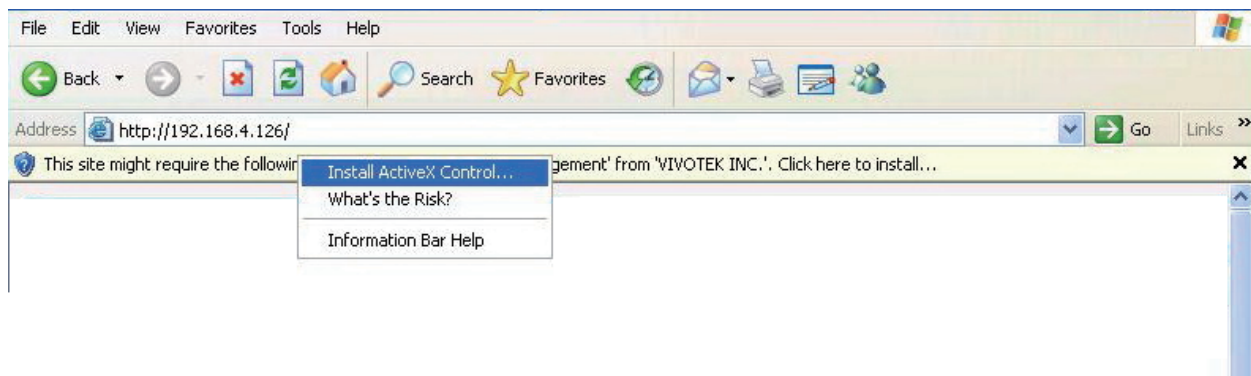 File Edit View Favorites Tools Help
Back Search Favorites
Address http://192.168.4.126/ Go Links »
This site might require the following gement' from 'VIVOTEK INC.'. Click here to install...
Install ActiveX Control...
What's the Risk?
Information Bar Help